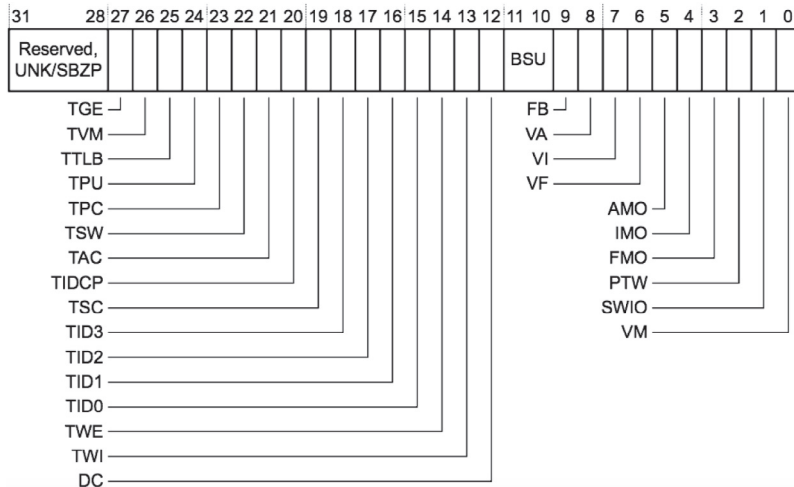 31 28 27 26 25 24 23 22 21 20 19 18 17 16 15 14 13 12 11 10 9 8 7 6 5 4 3 2 1 0
Reserved,
UNK/SBZP
BSU
TGE
TVM
TTLB
TPU
TPC
TSW
TAC
TIDCP
TSC
TID3
TID2
TID1
TID0
TWE
TWI
DC
FB
VA
VI
VF
AMO
IMO
FMO
PTW
SWIO
VM